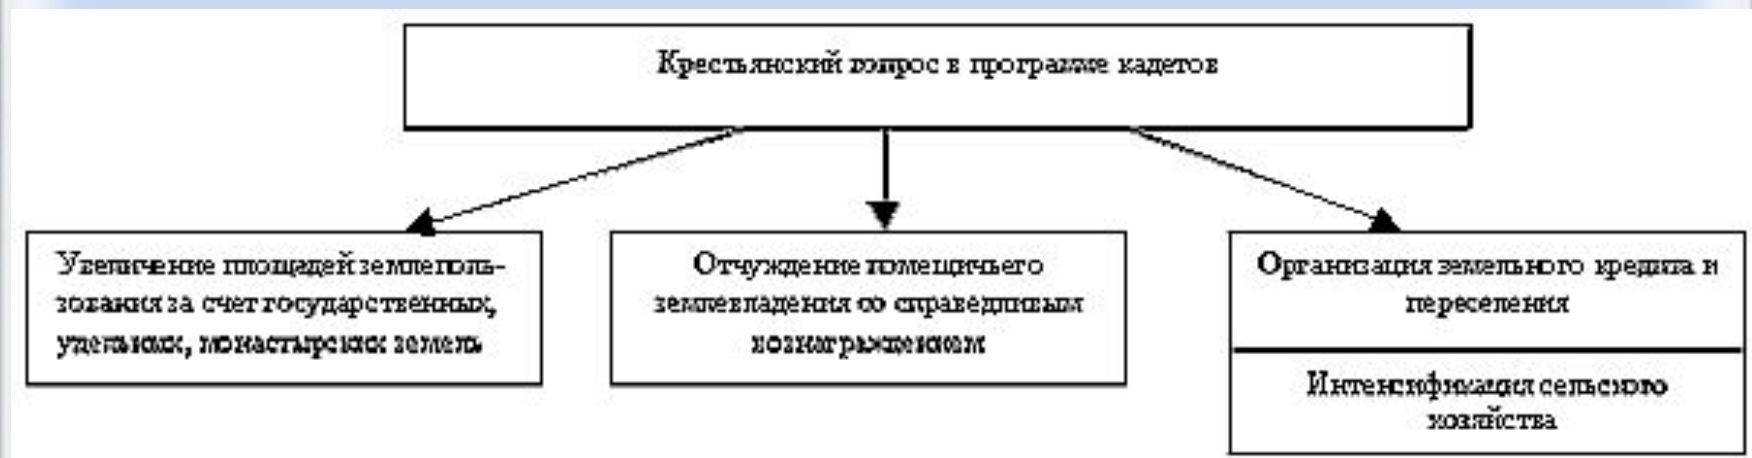 Крестьянский вопрос в программе кадетов
Увеличение площадей землеполь-
зования за счет государственных,
удельных, монастырских земель
Отчуждение помещичьего
землевладения со справедливым
вознаграждением
Организация земельного кредита и
переселения
Интенсификация сельского
хозяйства